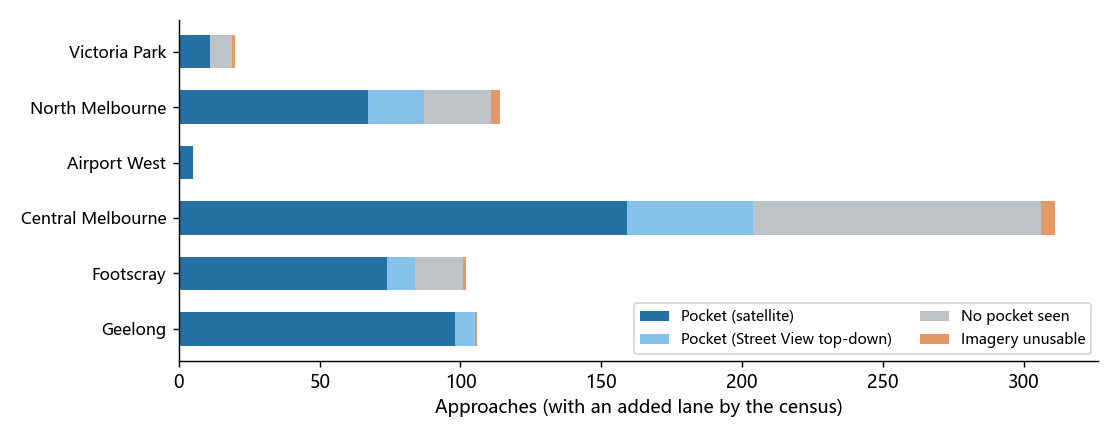 Victoria Park
North Melbourne
Airport West
Central Melbourne
Footscray
Geelong
Pocket (satellite)
Pocket (Street View top-down)
No pocket seen
Imagery unusable
0 50 100 150 200 250 300
Approaches (with an added lane by the census)